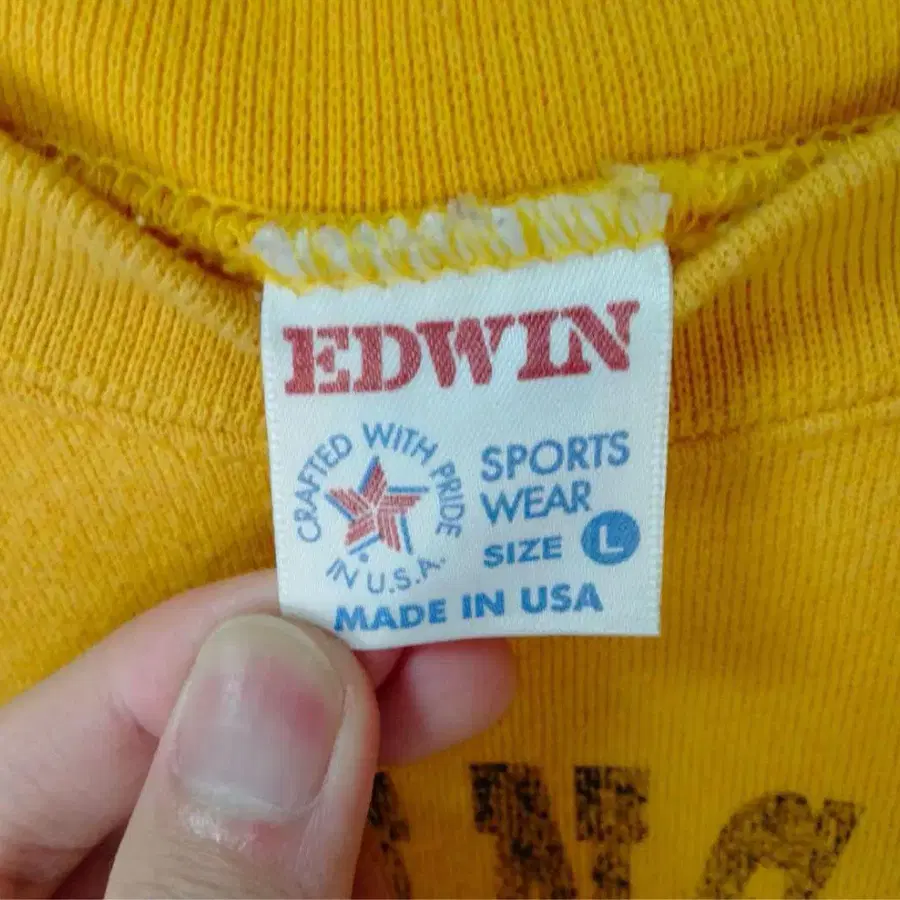 EDWIN
CRAFTED WITH PRIDE
IN U.S.A.
SPORTS
WEAR
SIZE L
MADE IN USA